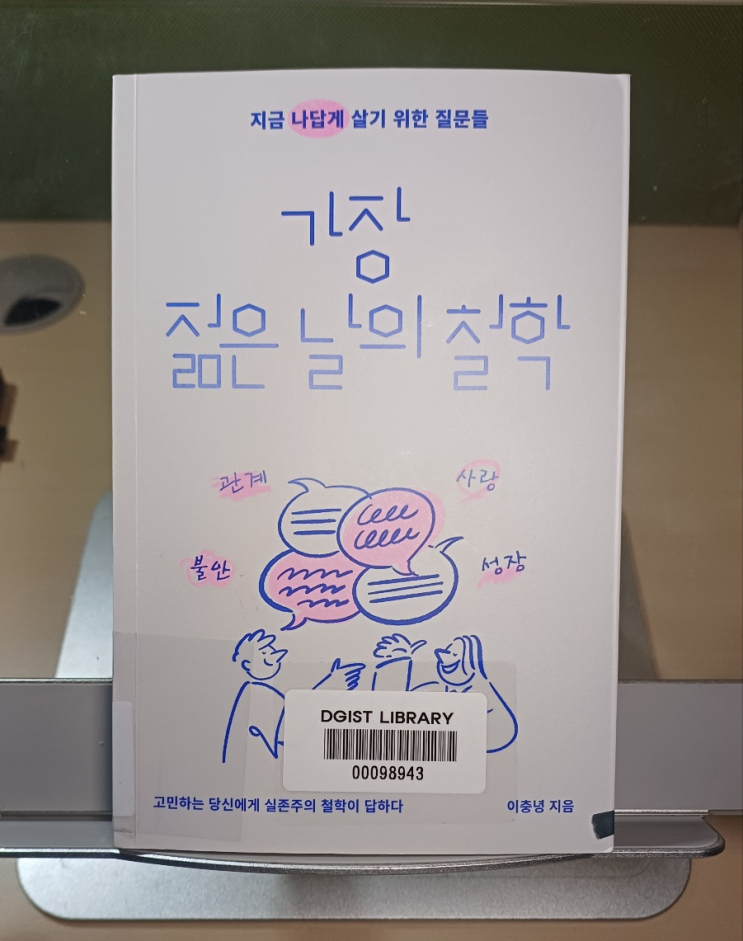 지금 나답게 살기 위한 질문들
가장
젊은 날의 철학
관계
사랑
불안
성장
DGIST LIBRARY
00098943
고민하는 당신에게 실존주의 철학이 답하다
이충녕 지음